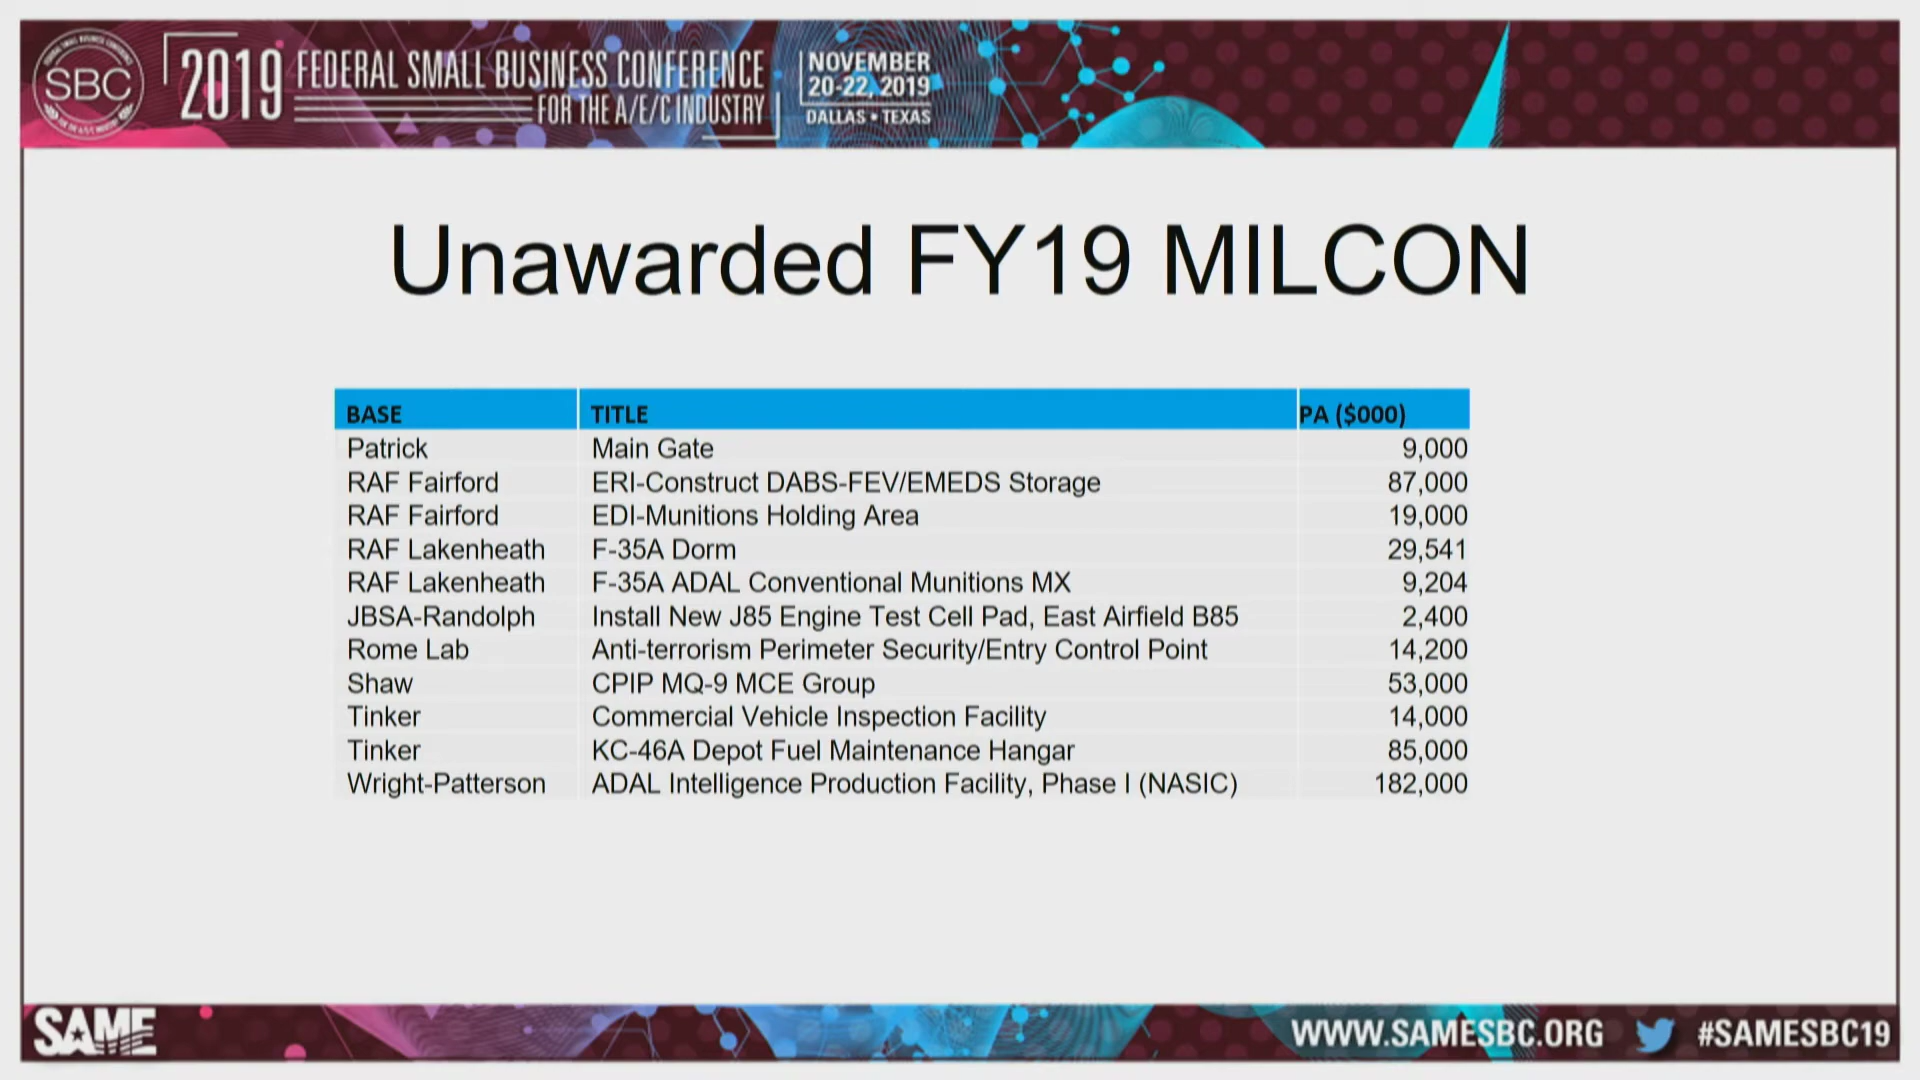 SBC
2019 FEDERAL SMALL BUSINESS CONFERENCE
FOR THE A/E/C INDUSTRY
NOVEMBER
20-22, 2019
DALLAS • TEXAS
Unawarded FY19 MILCON
BASE TITLE PA ($000)
Patrick Main Gate 9,000
RAF Fairford ERI-Construct DABS-FEV/EMEDS Storage 87,000
RAF Fairford EDI-Munitions Holding Area 19,000
RAF Lakenheath F-35A Dorm 29,541
RAF Lakenheath F-35A ADAL Conventional Munitions MX 9,204
JBSA-Randolph Install New J85 Engine Test Cell Pad, East Airfield B85 2,400
Rome Lab Anti-terrorism Perimeter Security/Entry Control Point 14,200
Shaw CPIP MQ-9 MCE Group 53,000
Tinker Commercial Vehicle Inspection Facility 14,000
Tinker KC-46A Depot Fuel Maintenance Hangar 85,000
Wright-Patterson ADAL Intelligence Production Facility, Phase I (NASIC) 182,000
SAME
WWW.SAMESBC.ORG #SAMESBC19